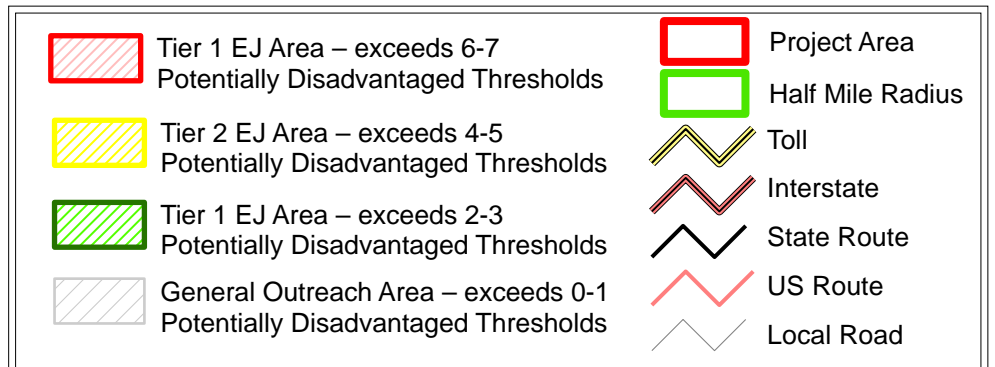 Tier 1 EJ Area – exceeds 6-7
Potentially Disadvantaged Thresholds
Tier 2 EJ Area – exceeds 4-5
Potentially Disadvantaged Thresholds
Tier 1 EJ Area – exceeds 2-3
Potentially Disadvantaged Thresholds
General Outreach Area – exceeds 0-1
Potentially Disadvantaged Thresholds
Project Area
Half Mile Radius
Toll
Interstate
State Route
US Route
Local Road